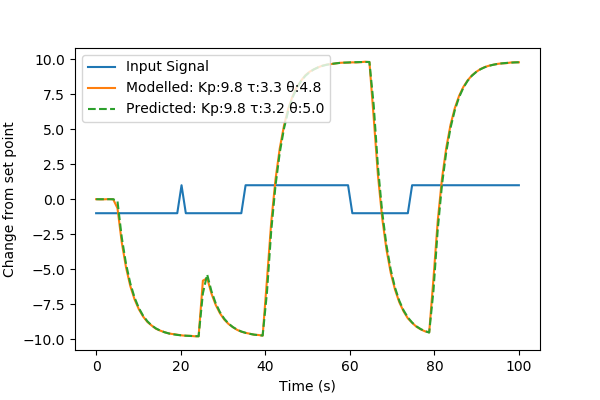 10.0
7.5
5.0
2.5
0.0
−2.5
−5.0
−7.5
−10.0
Change from set point
Input Signal
Modelled: Kp:9.8 τ:3.3 θ:4.8
Predicted: Kp:9.8 τ:3.2 θ:5.0
0 20 40 60 80 100
Time (s)